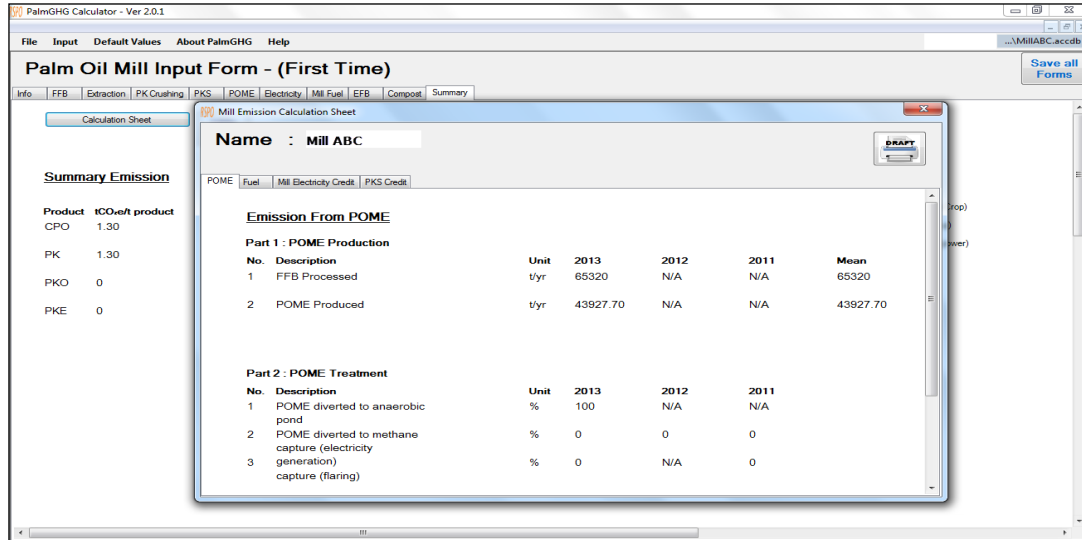 PalmGHG Calculator - Ver 2.0.1
File Input Default Values About PalmGHG Help
...\MillABC.accdb
Palm Oil Mill Input Form - (First Time)
Save all
Forms
Info FFB Extraction PK Crushing PKS POME Electricity Mill Fuel EFB Compost Summary
Calculation Sheet
Summary Emission
Product tCO₂e/t product
CPO 1.30
PK 1.30
PKO 0
PKE 0
Mill Emission Calculation Sheet
Name : Mill ABC
DRAFT
POME Fuel Mill Electricity Credit PKS Credit
Emission From POME
Part 1 : POME Production
No. Description Unit 2013 2012 2011 Mean
1 FFB Processed t/yr 65320 N/A N/A 65320
2 POME Produced t/yr 43927.70 N/A N/A 43927.70
Part 2 : POME Treatment
No. Description Unit 2013 2012 2011
1 POME diverted to anaerobic % 100 N/A N/A
pond
2 POME diverted to methane % 0 0 0
capture (electricity
3 generation) % 0 N/A 0
capture (flaring)